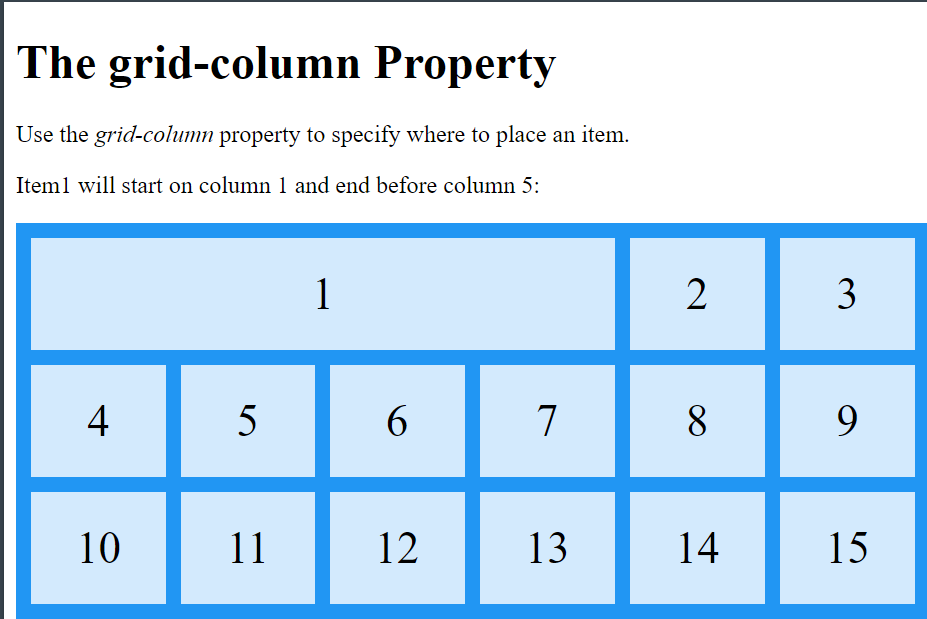 The grid-column Property
Use the grid-column property to specify where to place an item.
Item1 will start on column 1 and end before column 5:
1 2 3
4 5 6 7 8 9
10 11 12 13 14 15